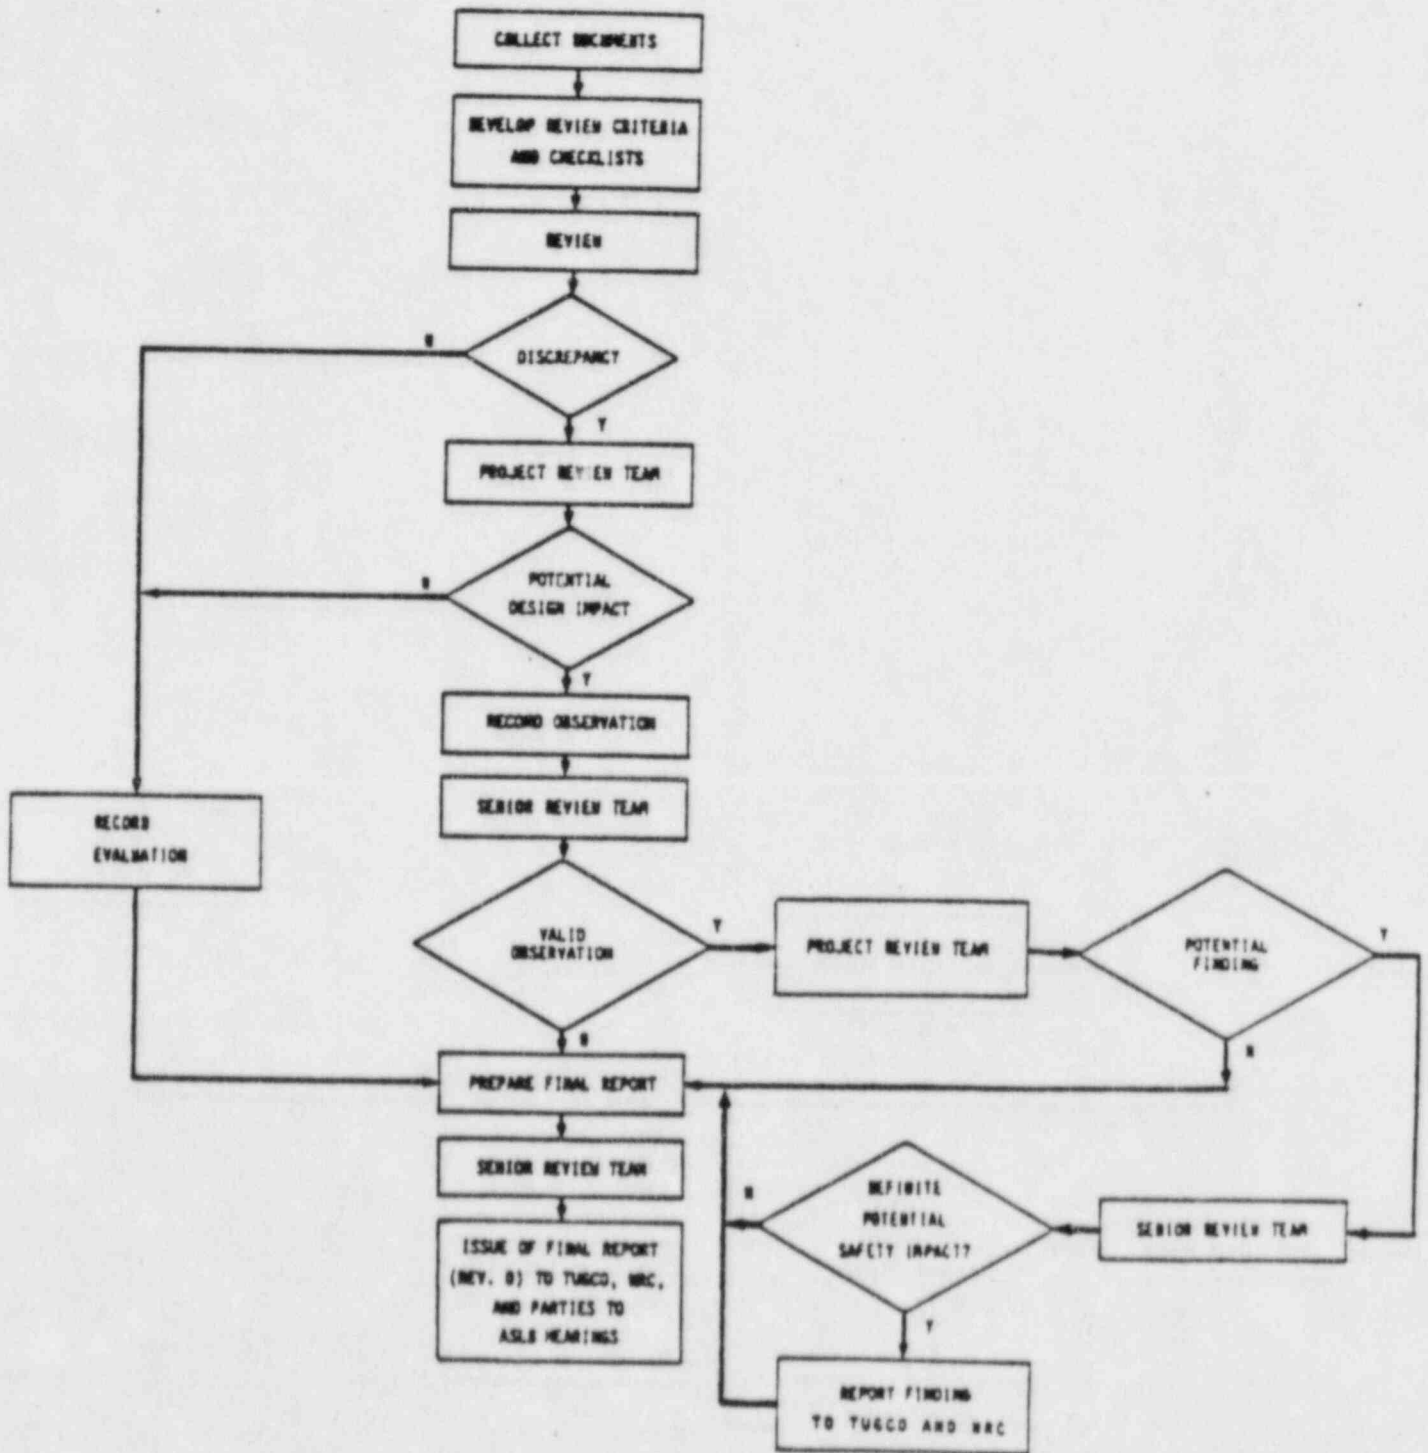 COLLECT DOCUMENTS
DEVELOP REVIEW CRITERIA
AND CHECKLISTS
REVIEW
DISCREPANCY
N
Y
PROJECT REVIEW TEAM
POTENTIAL
DESIGN IMPACT
N
Y
RECORD OBSERVATION
SENIOR REVIEW TEAM
RECORD
EVALUATION
VALID
OBSERVATION
Y
N
PROJECT REVIEW TEAM
POTENTIAL
FINDING
Y
N
PREPARE FINAL REPORT
SENIOR REVIEW TEAM
ISSUE OF FINAL REPORT
(REV. 0) TO TUGCO, NRC,
AND PARTIES TO
ASLB HEARINGS
SENIOR REVIEW TEAM
DEFINITE
POTENTIAL
SAFETY IMPACT?
N
Y
REPORT FINDING
TO TUGCO AND NRC